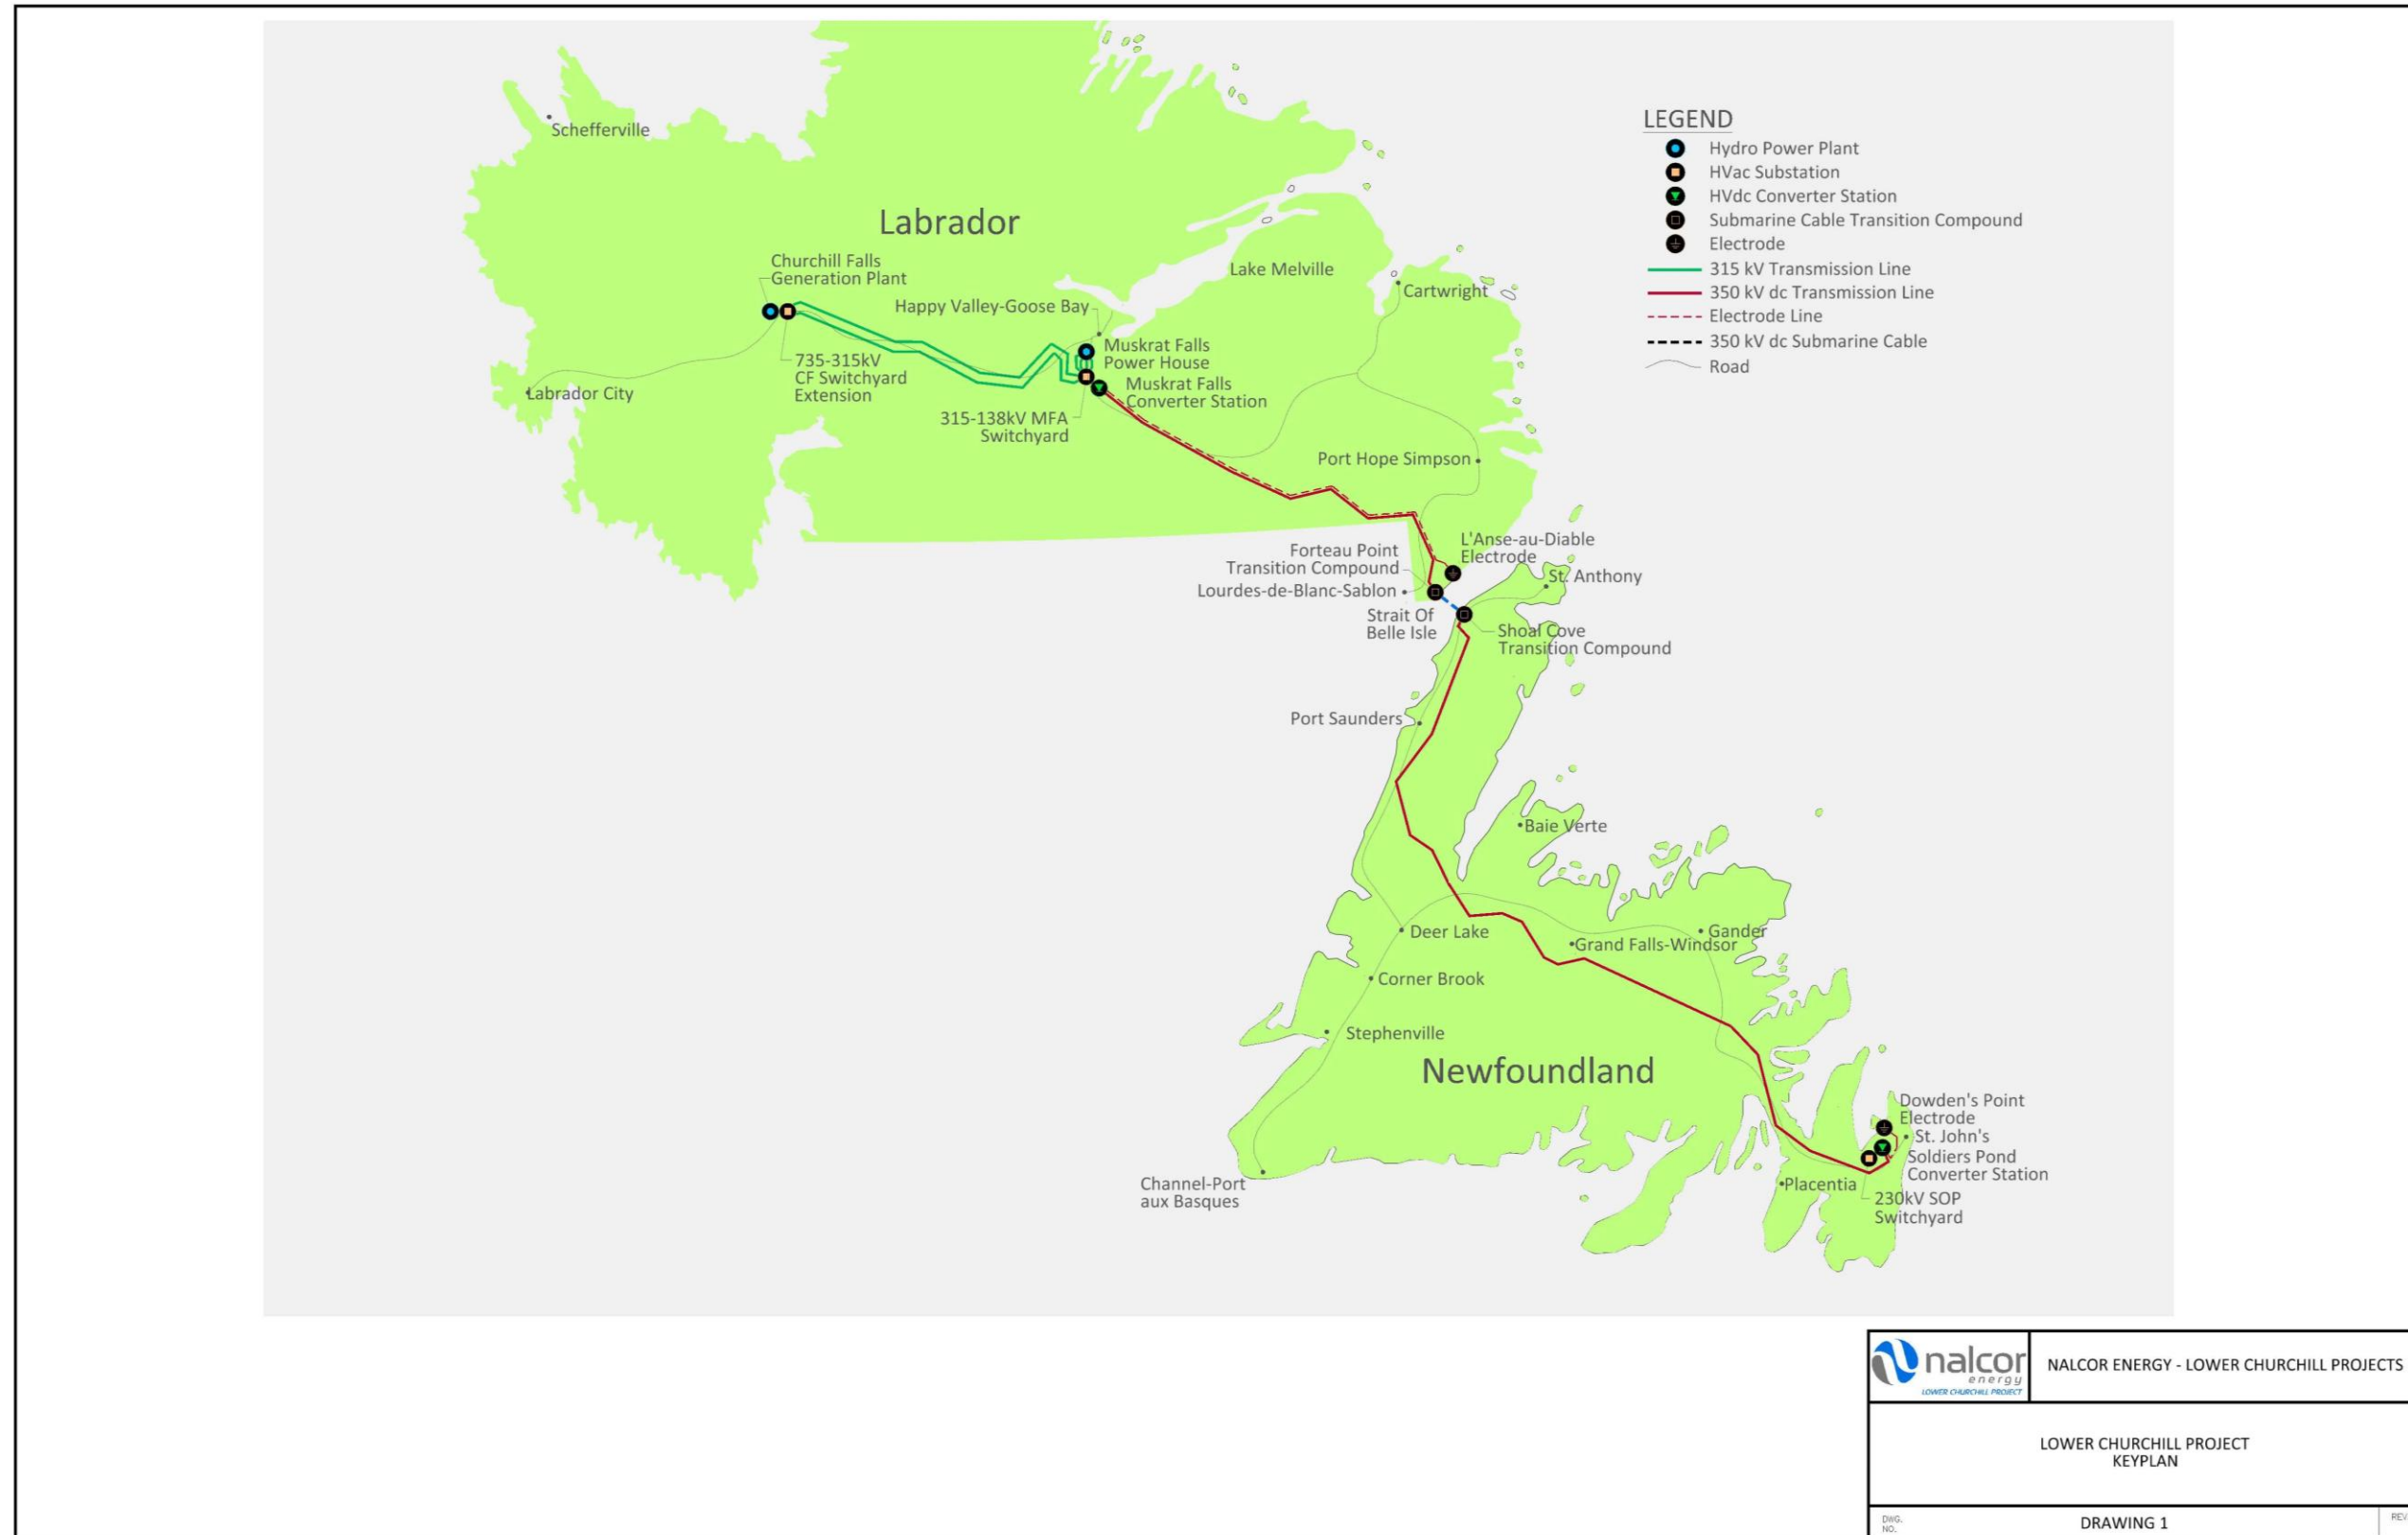 Schefferville
Labrador
Churchill Falls
Generation Plant
Lake Melville
Cartwright
Happy Valley-Goose Bay
Muskrat Falls
Power House
735-315kV
CF Switchyard
Extension
Muskrat Falls
Converter Station
Labrador City
315-138kV MFA
Switchyard
Port Hope Simpson
LEGEND
Hydro Power Plant
HVac Substation
HVdc Converter Station
Submarine Cable Transition Compound
Electrode
315 kV Transmission Line
350 kV dc Transmission Line
Electrode Line
350 kV dc Submarine Cable
Road
L'Anse-au-Diable
Electrode
Forteau Point
Transition Compound
Lourdes-de-Blanc-Sablon
St. Anthony
Strait Of
Belle Isle
Shoal Cove
Transition Compound
Port Saunders
Baie Verte
Deer Lake
Gander
Grand Falls-Windsor
Corner Brook
Stephenville
Newfoundland
Dowden's Point
Electrode
St. John's
Soldiers Pond
Converter Station
Channel-Port
aux Basques
Placentia
230kV SOP
Switchyard
nalcor
energy
LOWER CHURCHILL PROJECT
NALCOR ENERGY - LOWER CHURCHILL PROJECTS
LOWER CHURCHILL PROJECT
KEYPLAN
DWG.
NO.
DRAWING 1